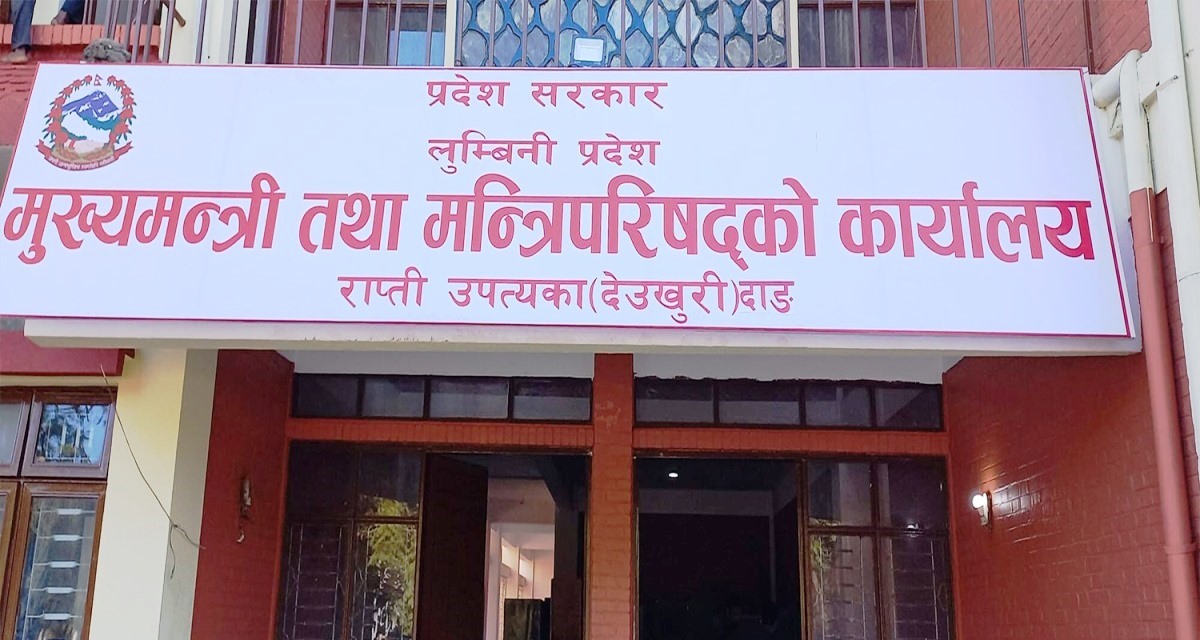 प्रदेश सरकार
लुम्बिनी प्रदेश
मुख्यमन्त्री तथा मन्त्रिपरिषद्को कार्यालय
राप्ती उपत्यका(देउखुरी)दाङ